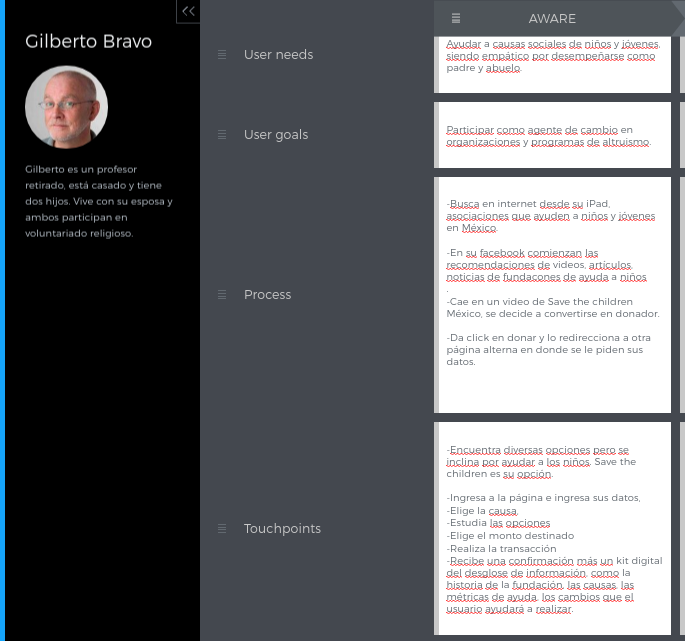 Gilberto Bravo
Gilberto es un profesor
retirado, está casado y tiene
dos hijos. Vive con su esposa y
ambos participan en
voluntariado religioso.
User needs
User goals
Process
Touchpoints
AWARE
Ayudar a causas sociales de niños y jóvenes,
siendo empático por desempeñarse como
padre y abuelo.
Participar como agente de cambio en
organizaciones y programas de altruismo.
-Busca en internet desde su iPad,
asociaciones que ayuden a niños y jóvenes
en México.
-En su facebook comienzan las
recomendaciones de videos, artículos,
noticias de fundacones de ayuda a niños
.
-Cae en un video de Save the children
México, se decide a convertirse en donador.
-Da click en donar y lo redirecciona a otra
página alterna en donde se le piden sus
datos.
-Encuentra diversas opciones pero se
inclina por ayudar a los niños, Save the
children es su opción.
-Ingresa a la página e ingresa sus datos,
-Elige la causa,
-Estudia las opciones
-Elige el monto destinado
-Realiza la transacción
-Recibe una confirmación más un kit digital
del desglose de información, como la
historia de la fundación, las causas, las
métricas de ayuda, los cambios que el
usuario ayudará a realizar.